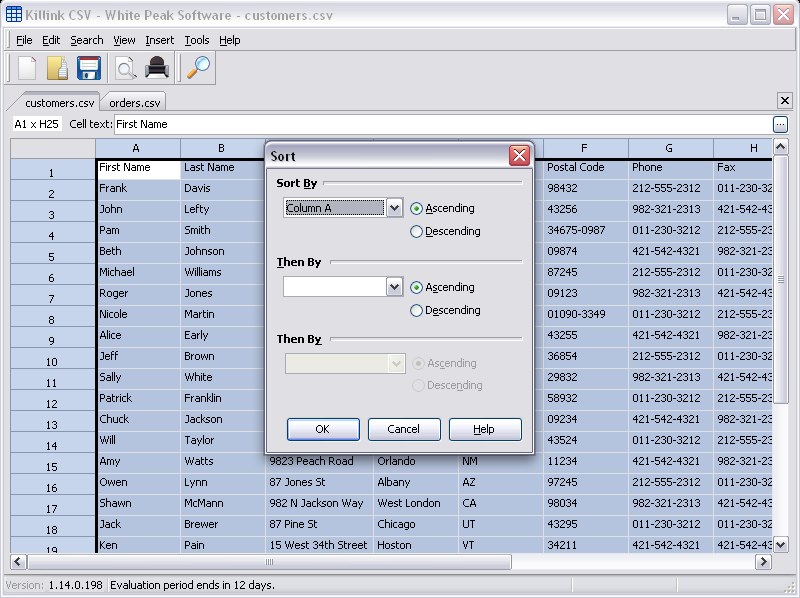 Killink CSV - White Peak Software - customers.csv
File Edit Search View Insert Tools Help
customers.csv orders.csv
A1 x H25 Cell text: First Name ...
A B F G H
1 First Name Last Name Postal Code Phone Fax
2 Frank Davis 98432 212-555-2312 011-230-32
3 John Lefty 43256 982-321-2313 421-542-43
4 Pam Smith 34675-0987 011-230-3212 212-555-23
5 Beth Johnson 09874 421-542-4321 982-321-23
6 Michael Williams 87245 212-555-2312 011-230-32
7 Roger Jones 09123 982-321-2313 421-542-43
8 Nicole Martin 01090-3349 011-230-3212 212-555-23
9 Alice Early 43255 421-542-4321 982-321-23
10 Jeff Brown 36854 212-555-2312 011-230-32
11 Sally White 29832 982-321-2313 421-542-43
12 Patrick Franklin 58932 011-230-3212 212-555-23
13 Chuck Jackson 09234 421-542-4321 982-321-23
14 Will Taylor 43524 011-230-3212 011-230-32
15 Amy Watts 9823 Peach Road Orlando NM 11234 421-542-4321 421-542-43
16 Owen Lynn 87 Jones St Albany AZ 97245 212-555-2312 212-555-23
17 Shawn McMann 982 N Jackson Way West London CA 98034 982-321-2313 982-321-23
18 Jack Brewer 87 Pine St Chicago UT 43295 011-230-3212 011-230-32
19 Ken Pain 15 West 34th Street Hoston VT 34211 421-542-4321 421-542-43
Sort
Sort By
Column A Ascending
Descending
Then By
Ascending
Descending
Then By
Ascending
Descending
OK Cancel Help
Version: 1.14.0.198 Evaluation period ends in 12 days.